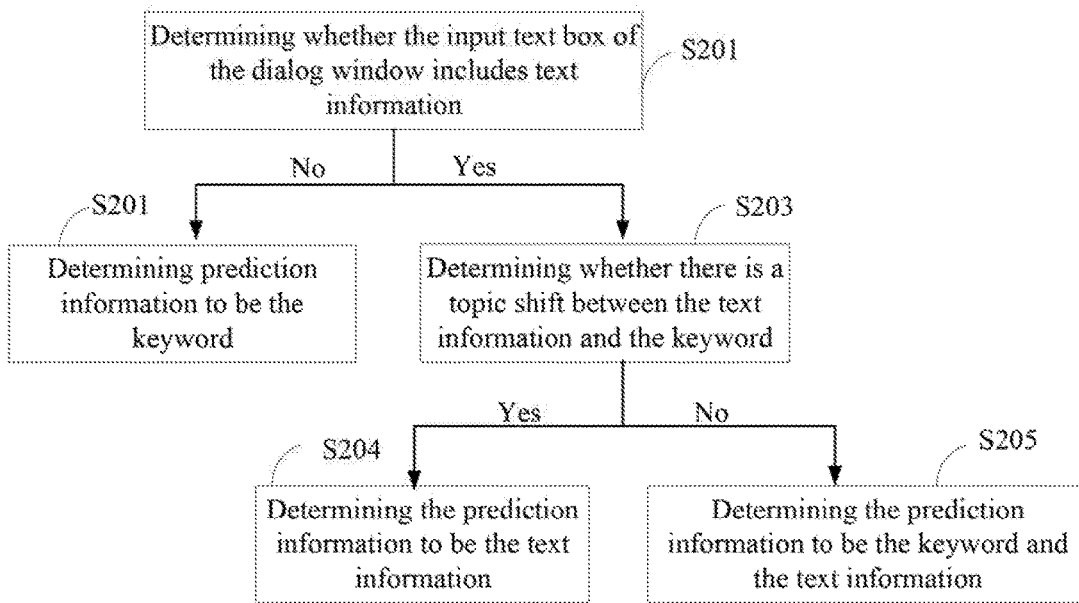 Determining whether the input text box of
the dialog window includes text
information
S201
No
Yes
S201
S203
Determining prediction
information to be the
keyword
Determining whether there is a
topic shift between the text
information and the keyword
Yes
No
S204
S205
Determining the prediction
information to be the text
information
Determining the prediction
information to be the keyword and
the text information